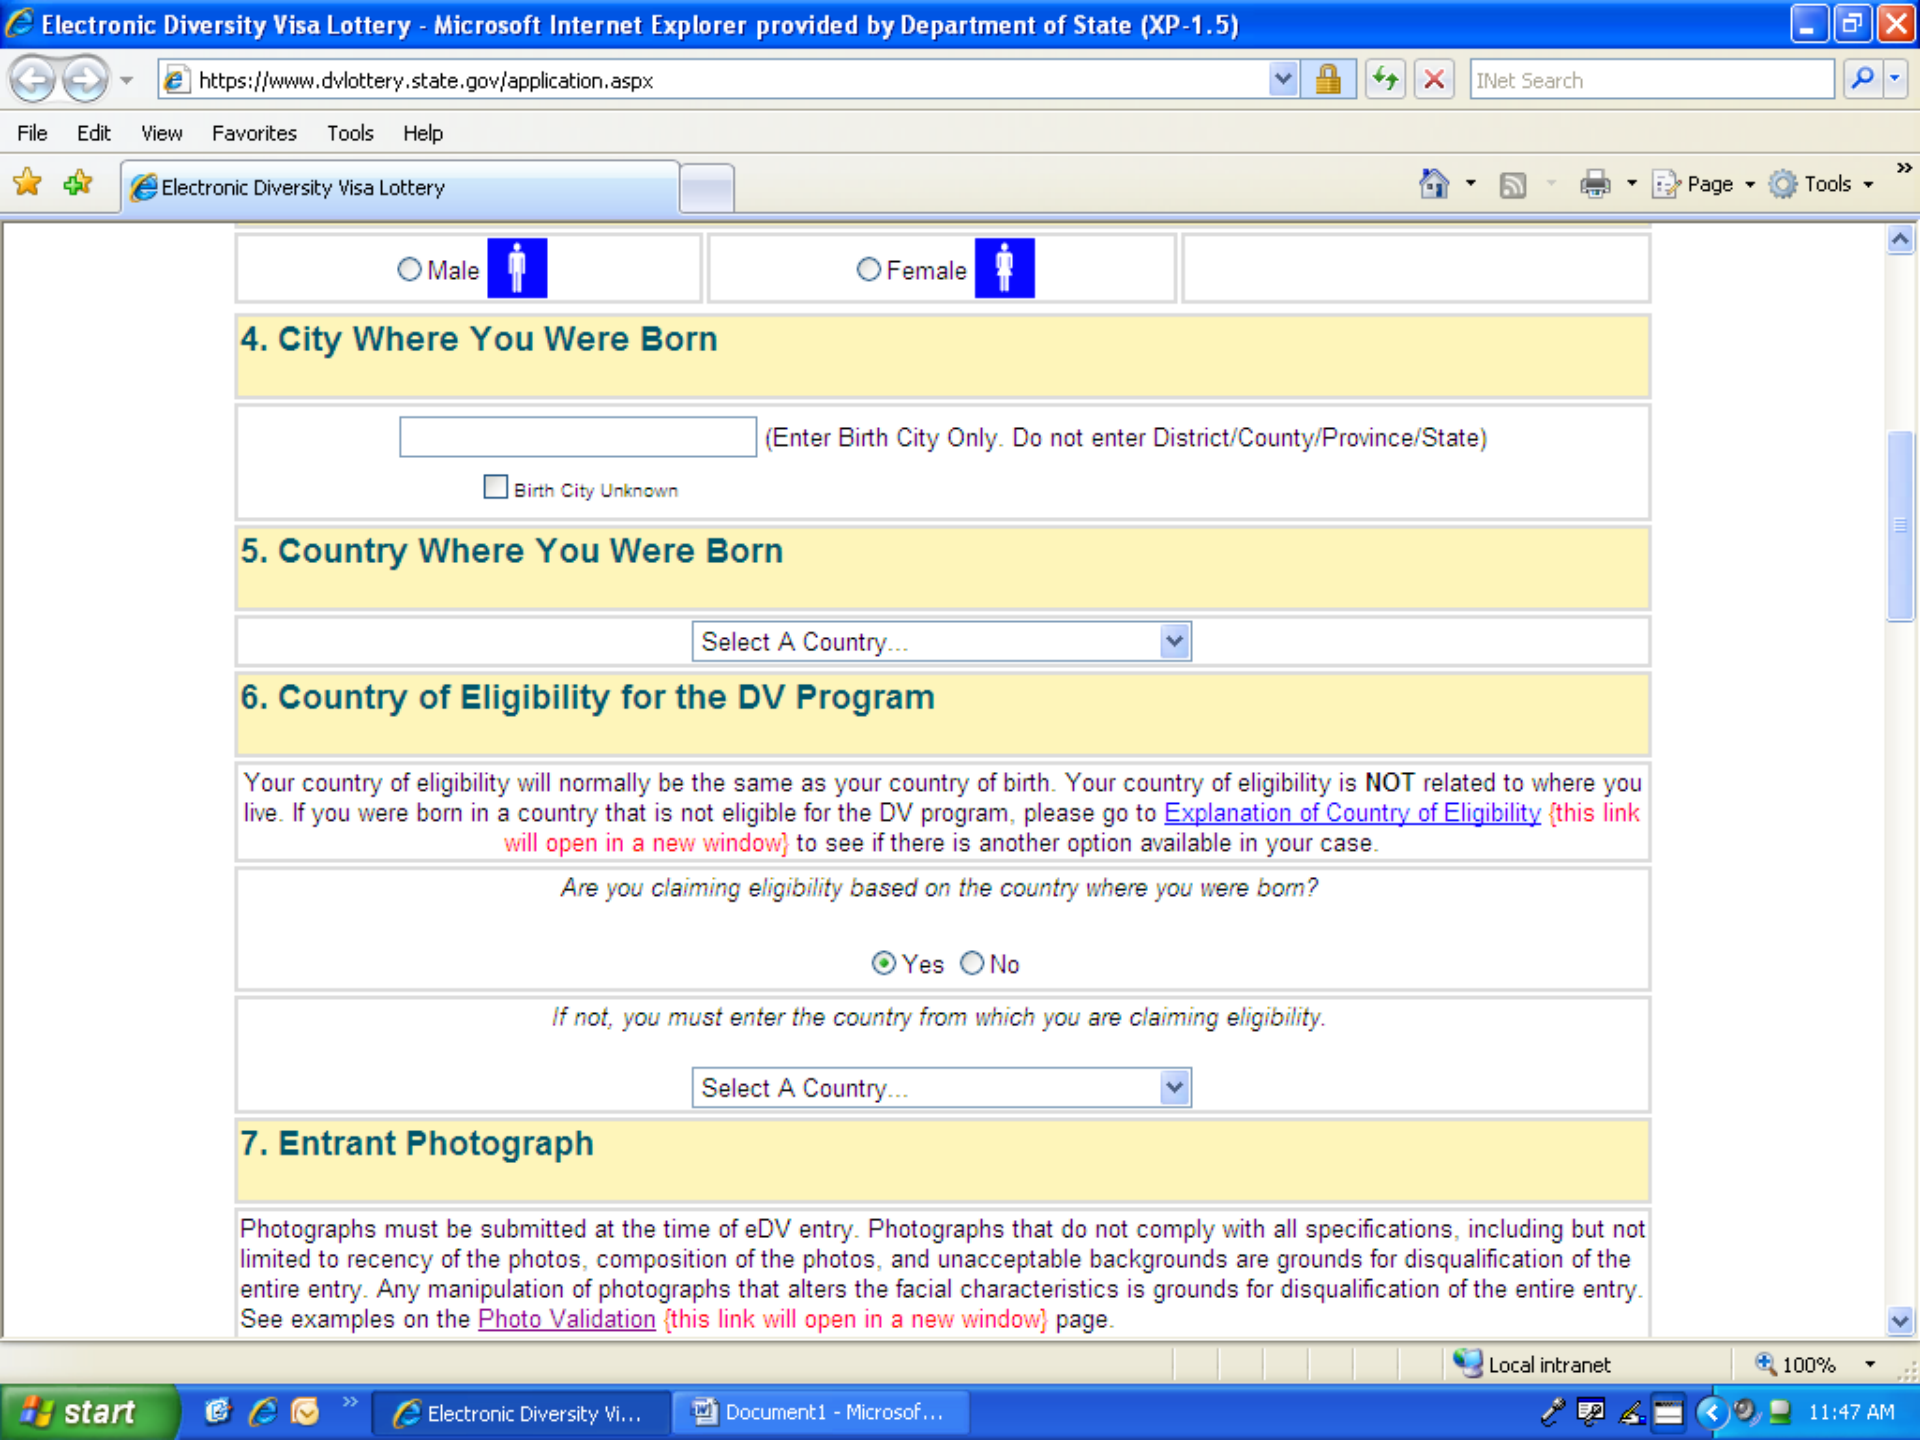 Electronic Diversity Visa Lottery - Microsoft Internet Explorer provided by Department of State (XP-1.5)
https://www.dvlottery.state.gov/application.aspx
INet Search
File Edit View Favorites Tools Help
Electronic Diversity Visa Lottery
Page Tools »
Male Female
4. City Where You Were Born
(Enter Birth City Only. Do not enter District/County/Province/State)
Birth City Unknown
5. Country Where You Were Born
Select A Country...
6. Country of Eligibility for the DV Program
Your country of eligibility will normally be the same as your country of birth. Your country of eligibility is NOT related to where you
live. If you were born in a country that is not eligible for the DV program, please go to Explanation of Country of Eligibility {this link
will open in a new window} to see if there is another option available in your case.
Are you claiming eligibility based on the country where you were born?
Yes No
If not, you must enter the country from which you are claiming eligibility.
Select A Country...
7. Entrant Photograph
Photographs must be submitted at the time of eDV entry. Photographs that do not comply with all specifications, including but not
limited to recency of the photos, composition of the photos, and unacceptable backgrounds are grounds for disqualification of the
entire entry. Any manipulation of photographs that alters the facial characteristics is grounds for disqualification of the entire entry.
See examples on the Photo Validation {this link will open in a new window} page.
Local intranet 100%
start » Electronic Diversity Vi... Document1 - Microsof... 11:47 AM